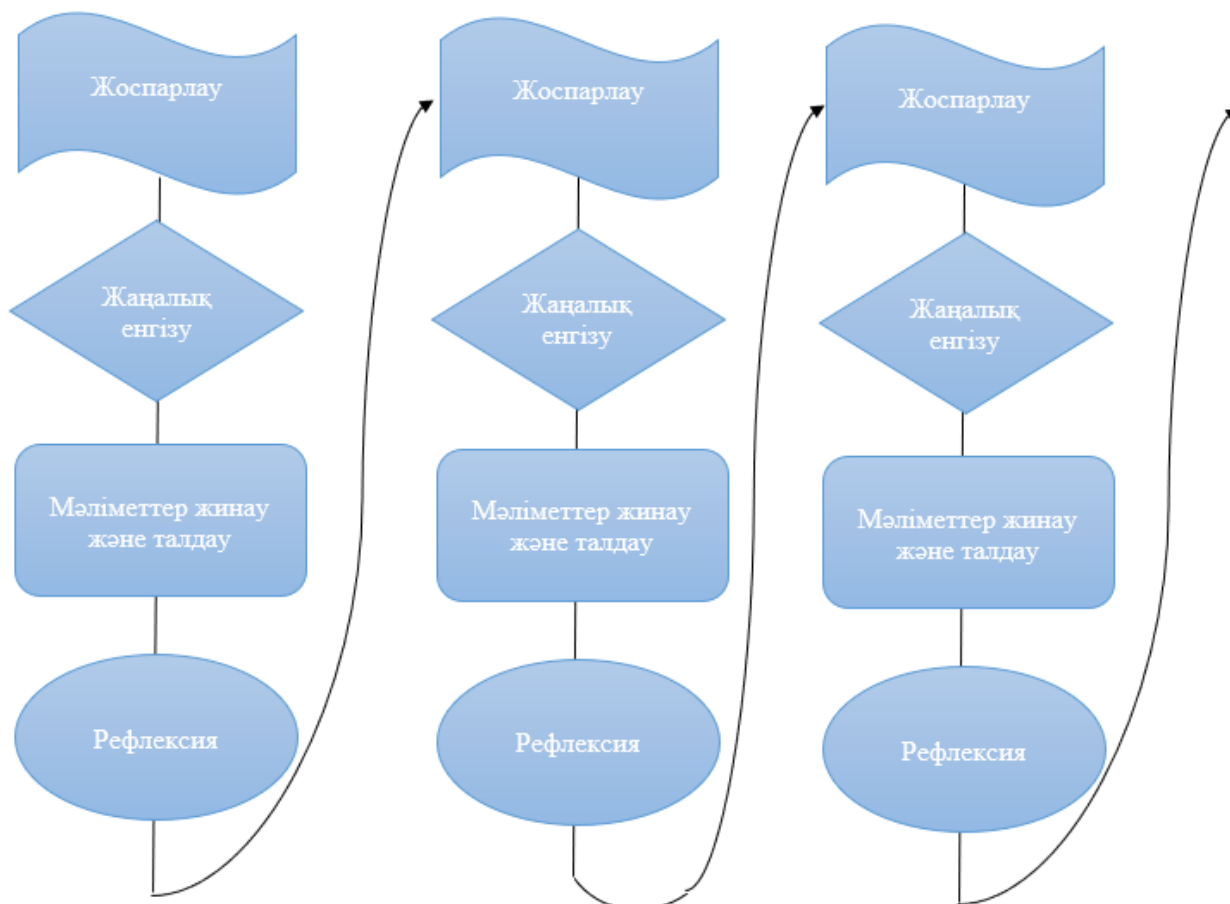 Жоспарлау
Жаңалық
енгізу
Мәліметтер жинау
және талдау
Рефлексия
Жоспарлау
Жаңалық
енгізу
Мәліметтер жинау
және талдау
Рефлексия
Жоспарлау
Жаңалық
енгізу
Мәліметтер жинау
және талдау
Рефлексия